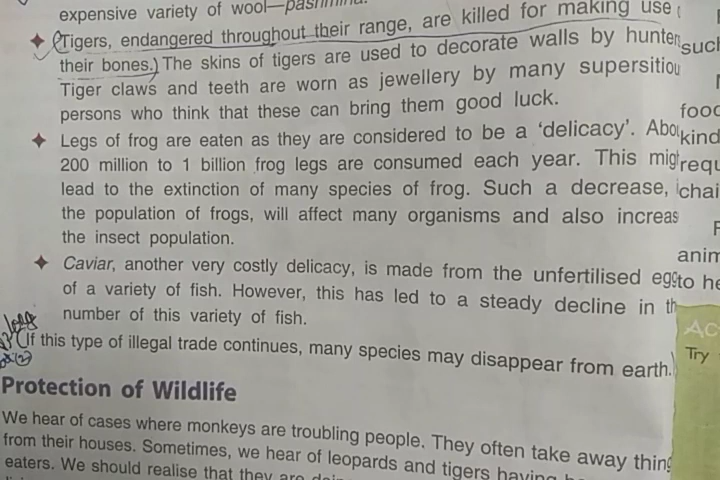 expensive variety of wool—pashmina.
Tigers, endangered throughout their range, are killed for making use
their bones. The skins of tigers are used to decorate walls by hunter
Tiger claws and teeth are worn as jewellery by many supersitiou
persons who think that these can bring them good luck.
Legs of frog are eaten as they are considered to be a 'delicacy'. Abo
200 million to 1 billion frog legs are consumed each year. This mig
lead to the extinction of many species of frog. Such a decrease, i
the population of frogs, will affect many organisms and also increas
the insect population.
Caviar, another very costly delicacy, is made from the unfertilised egg
of a variety of fish. However, this has led to a steady decline in th
number of this variety of fish.
If this type of illegal trade continues, many species may disappear from earth.
Protection of Wildlife
We hear of cases where monkeys are troubling people. They often take away thing
from their houses. Sometimes, we hear of leopards and tigers having
eaters. We should realise that they are
such
food
kind
requ
chai
anim
to he
Ac
Try